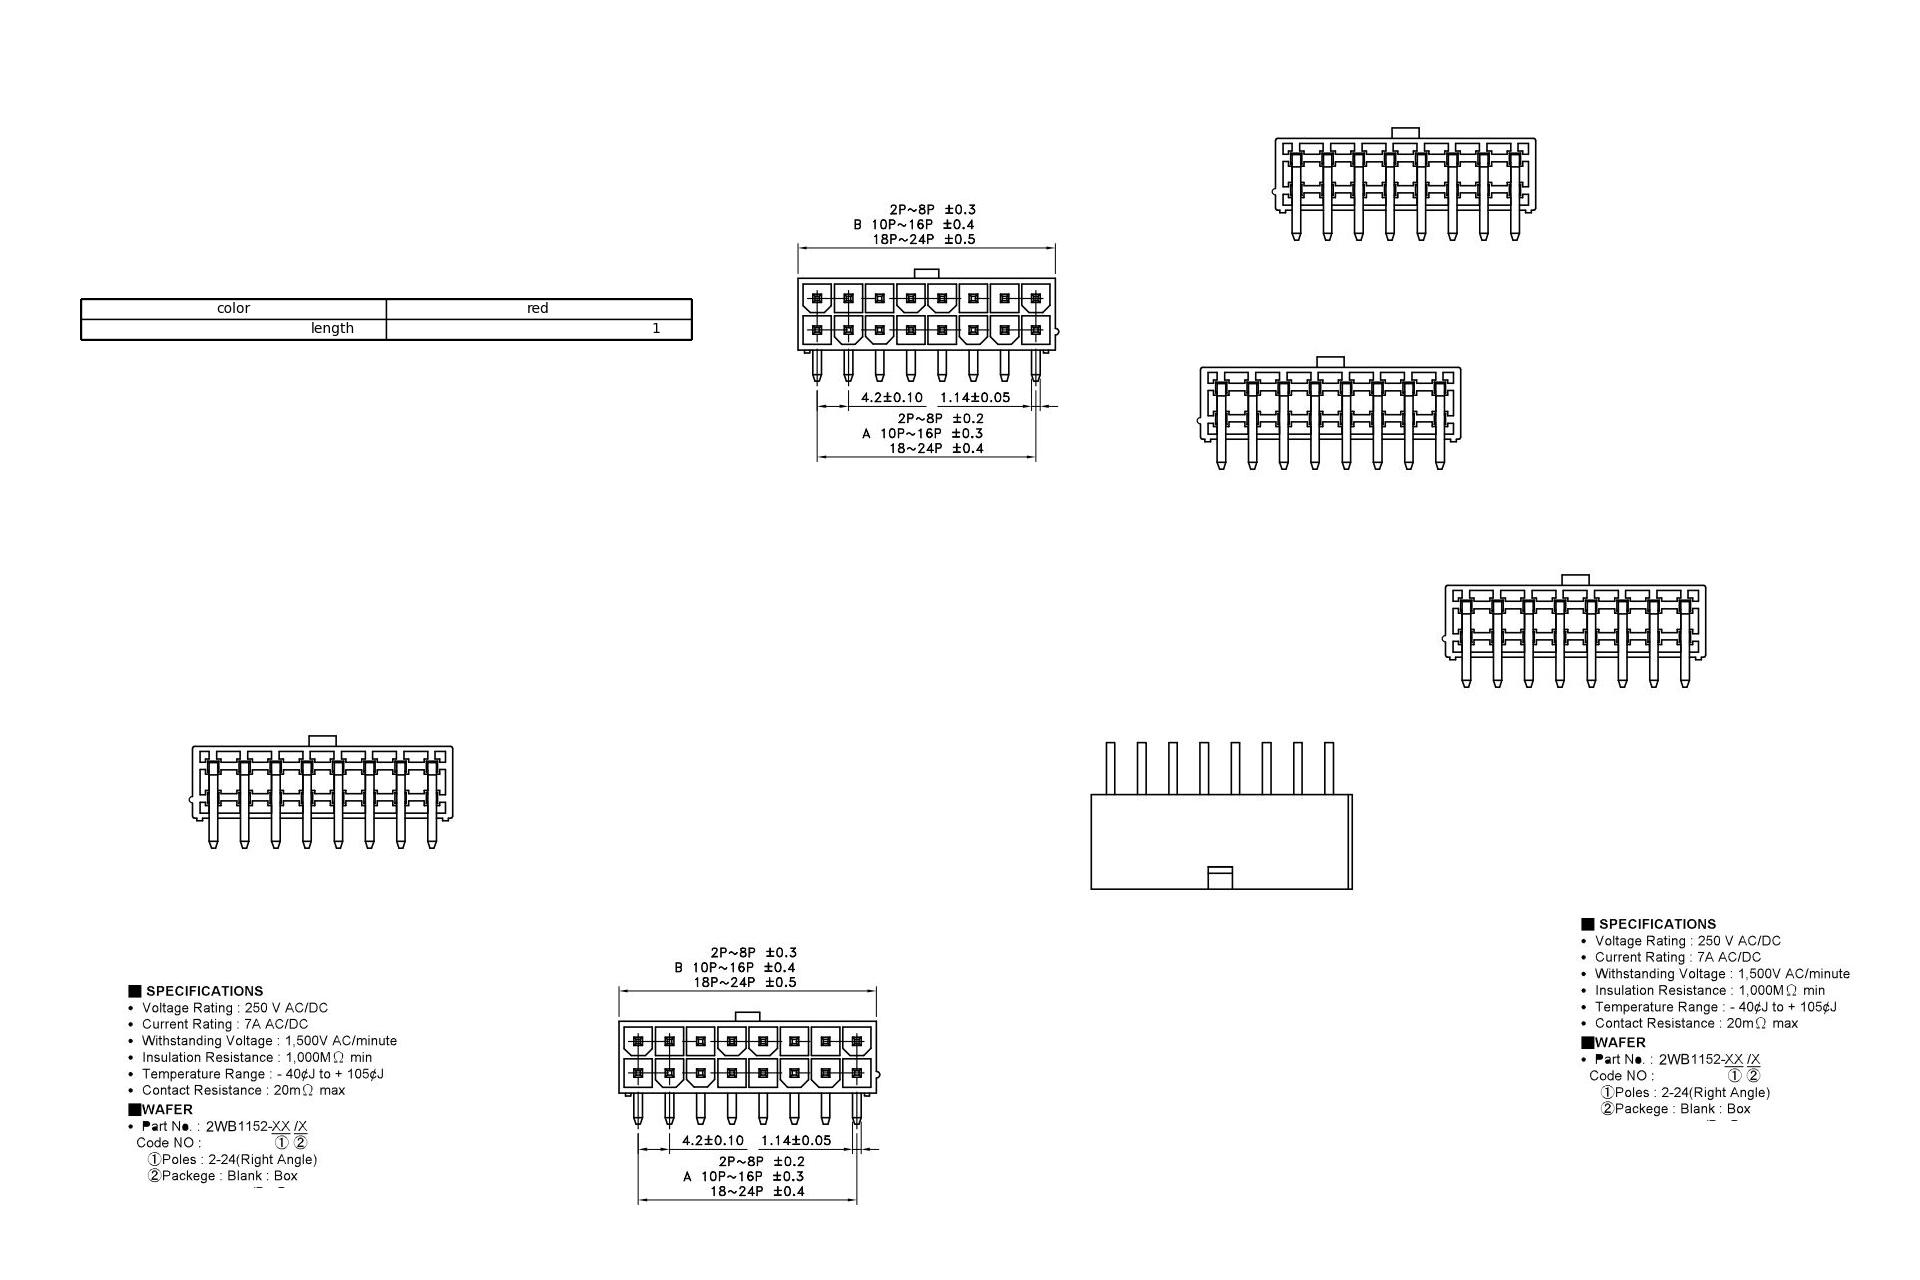 2P~8P ±0.3
B 10P~16P ±0.4
18P~24P ±0.5
color red
length 1
4.2±0.10 1.14±0.05
2P~8P ±0.2
A 10P~16P ±0.3
18~24P ±0.4
■ SPECIFICATIONS
• Voltage Rating : 250 V AC/DC
• Current Rating : 7A AC/DC
• Withstanding Voltage : 1,500V AC/minute
• Insulation Resistance : 1,000MΩ min
• Temperature Range : - 40¢J to + 105¢J
• Contact Resistance : 20mΩ max
■WAFER
• Part No. : 2WB1152-XX /X
Code NO : ① ②
①Poles : 2-24(Right Angle)
②Packege : Blank : Box
2P~8P ±0.3
B 10P~16P ±0.4
18P~24P ±0.5
4.2±0.10 1.14±0.05
2P~8P ±0.2
A 10P~16P ±0.3
18~24P ±0.4
■ SPECIFICATIONS
• Voltage Rating : 250 V AC/DC
• Current Rating : 7A AC/DC
• Withstanding Voltage : 1,500V AC/minute
• Insulation Resistance : 1,000MΩ min
• Temperature Range : - 40¢J to + 105¢J
• Contact Resistance : 20mΩ max
■WAFER
• Part No. : 2WB1152-XX /X
Code NO : ① ②
①Poles : 2-24(Right Angle)
②Packege : Blank : Box